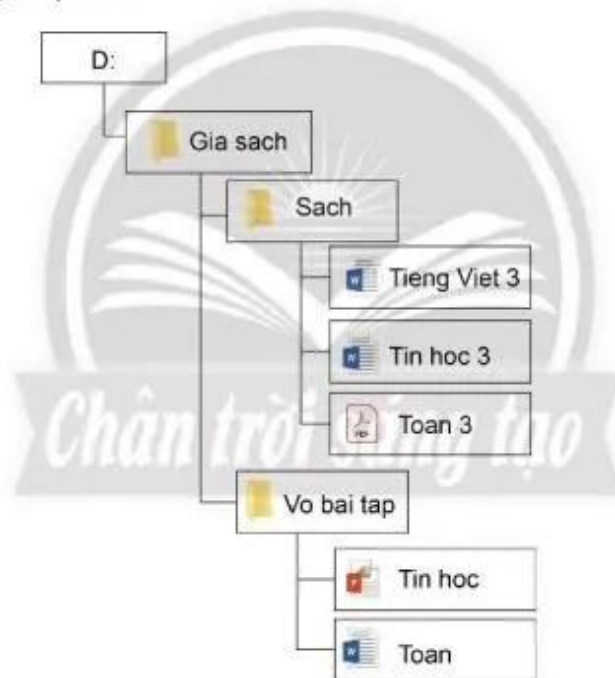 D:
Gia sach
Sach
Tieng Viet 3
Tin hoc 3
Toan 3
Chân trời sáng tạo
Vo bai tap
Tin hoc
Toan